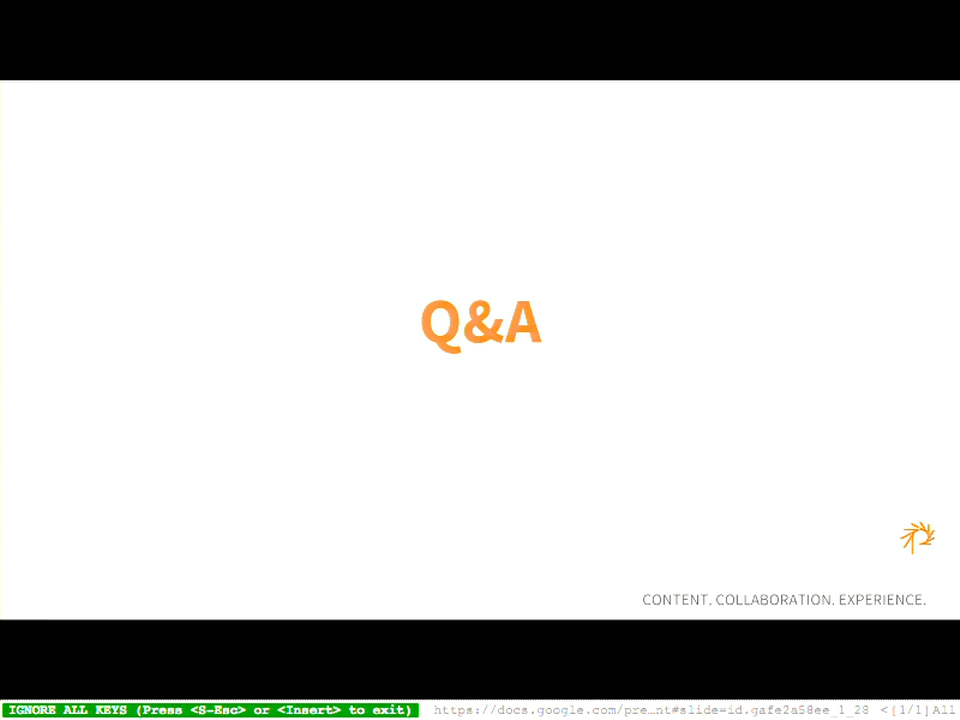 Q&A
CONTENT. COLLABORATION. EXPERIENCE.
IGNORE ALL KEYS (Press <S-Esc> or <Insert> to exit) https://docs.google.com/pre…nt#slide=id.gafe2a58ee_1_28 <{1/1]All